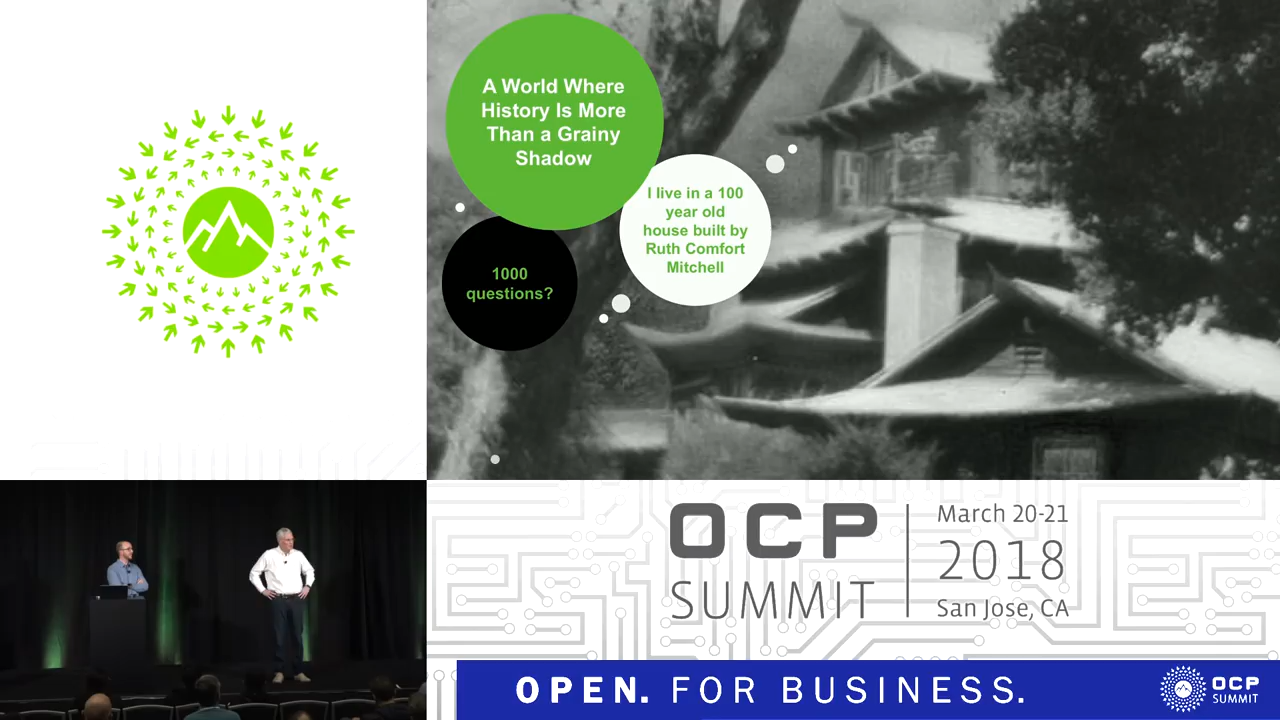 A World Where
History Is More
Than a Grainy
Shadow
I live in a 100
year old
house built by
Ruth Comfort
Mitchell
1000
questions?
OCP
SUMMIT
March 20-21
2018
San Jose, CA
OPEN. FOR BUSINESS.
OCP
SUMMIT